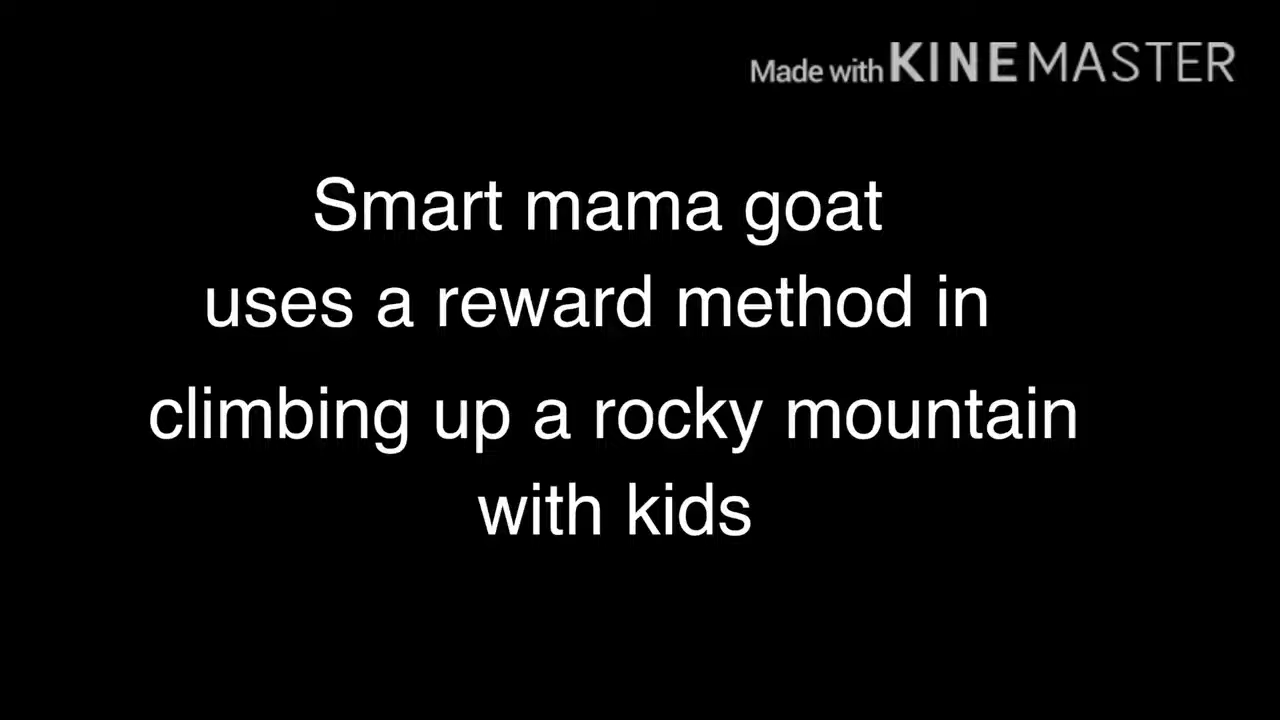 Made with KINEMASTER
Smart mama goat
uses a reward method in
climbing up a rocky mountain
with kids